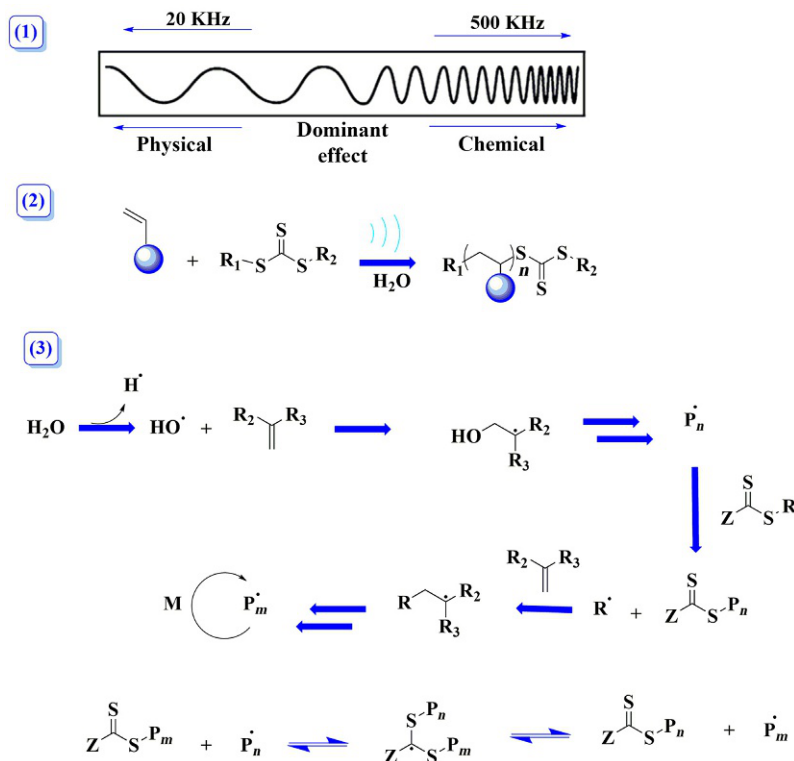 (1)
20 KHz 500 KHz
Physical Dominant effect Chemical
(2)
+ R₁ S S S R₂ H₂O R₁ n S S S R₂
(3)
H•
H₂O HO• + R₂ R₃ HO R₂ R₃ P•n
S Z S R
M P•m R R₂ R₃ R₂ R₃ R• + S Z S Pn
S Z S Pm + P•n S Pn Z S Pm S Z S Pn + P•m